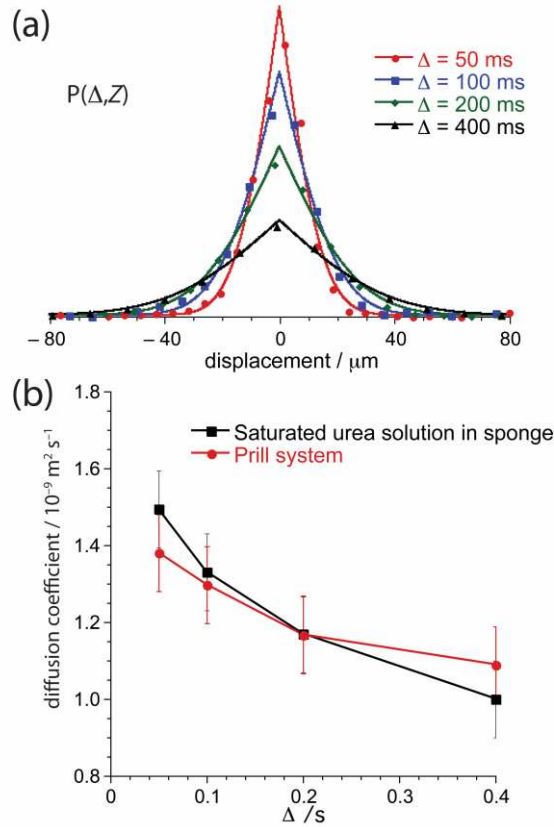 (a)
P(Δ,Z)
Δ = 50 ms
Δ = 100 ms
Δ = 200 ms
Δ = 400 ms
– 80 – 40 0 40 80
displacement / μm
(b)
1.8
1.6
1.4
1.2
1.0
0.8
diffusion coefficient / 10⁻⁹ m² s⁻¹
Saturated urea solution in sponge
Prill system
0 0.1 0.2 0.3 0.4
Δ /s